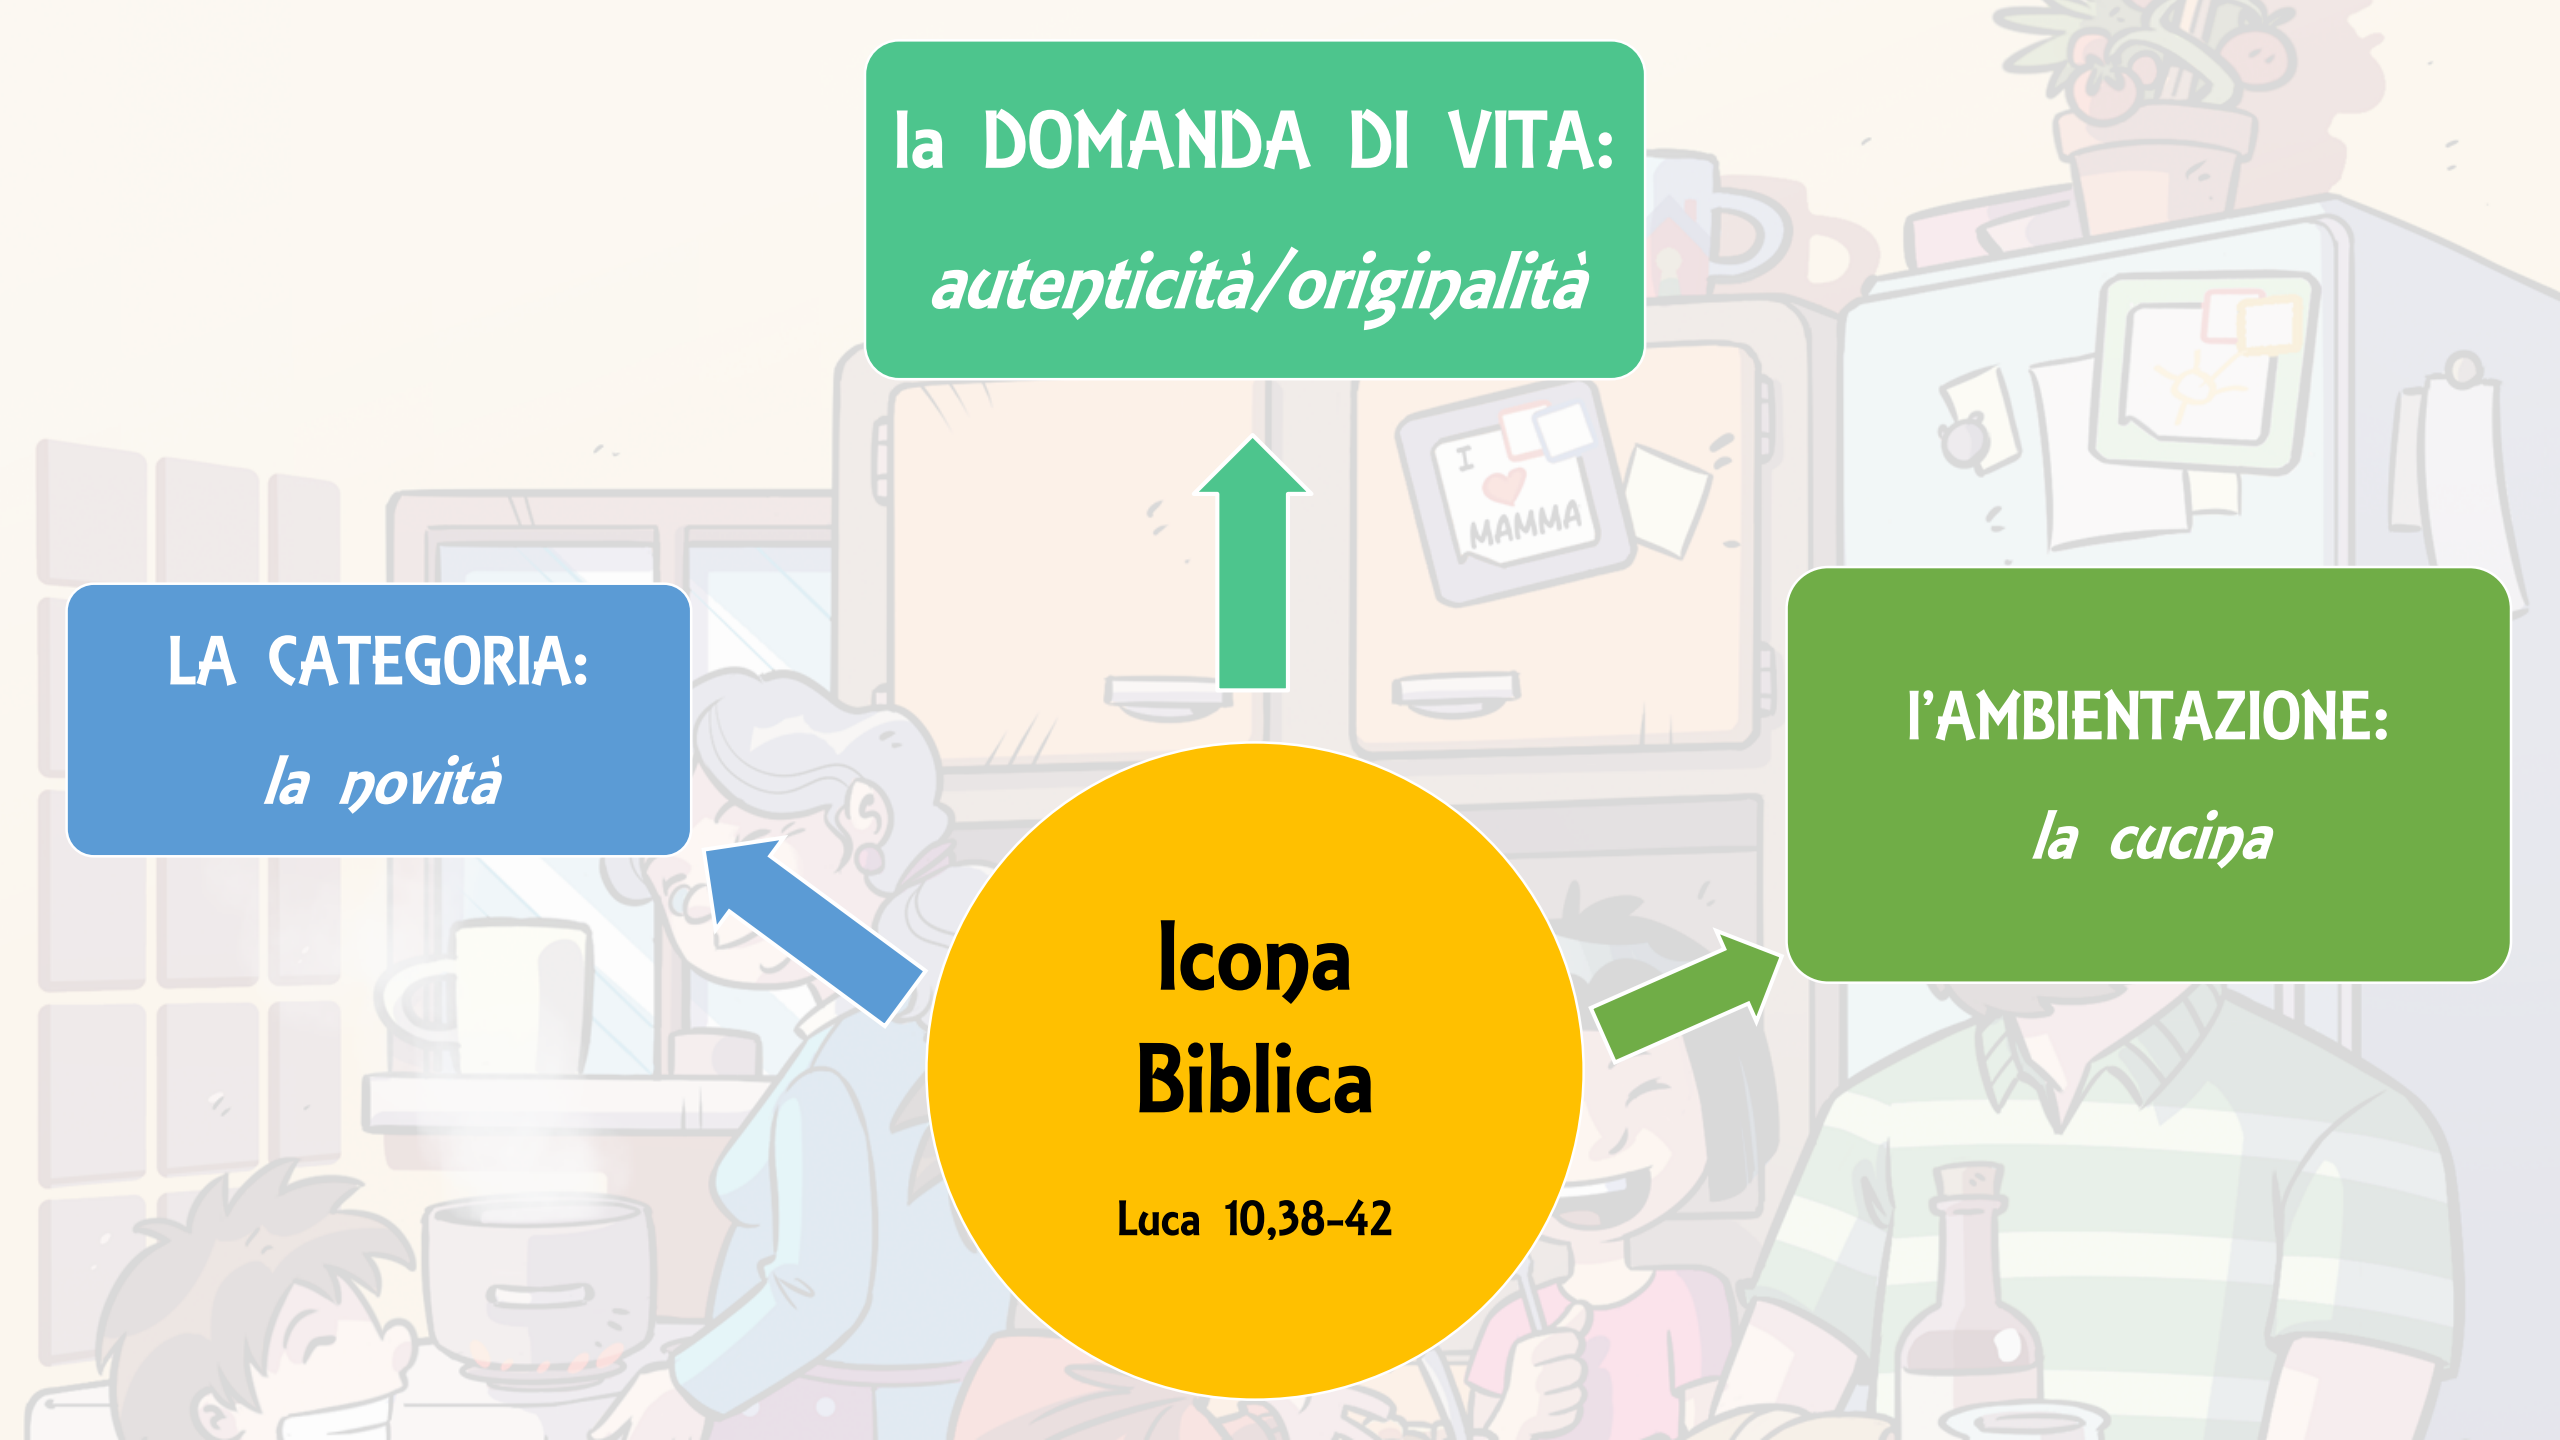 la DOMANDA DI VITA:
autenticità/originalità
I
MAMMA
LA CATEGORIA:
la novità
l’AMBIENTAZIONE:
la cucina
Icona
Biblica
Luca 10,38-42